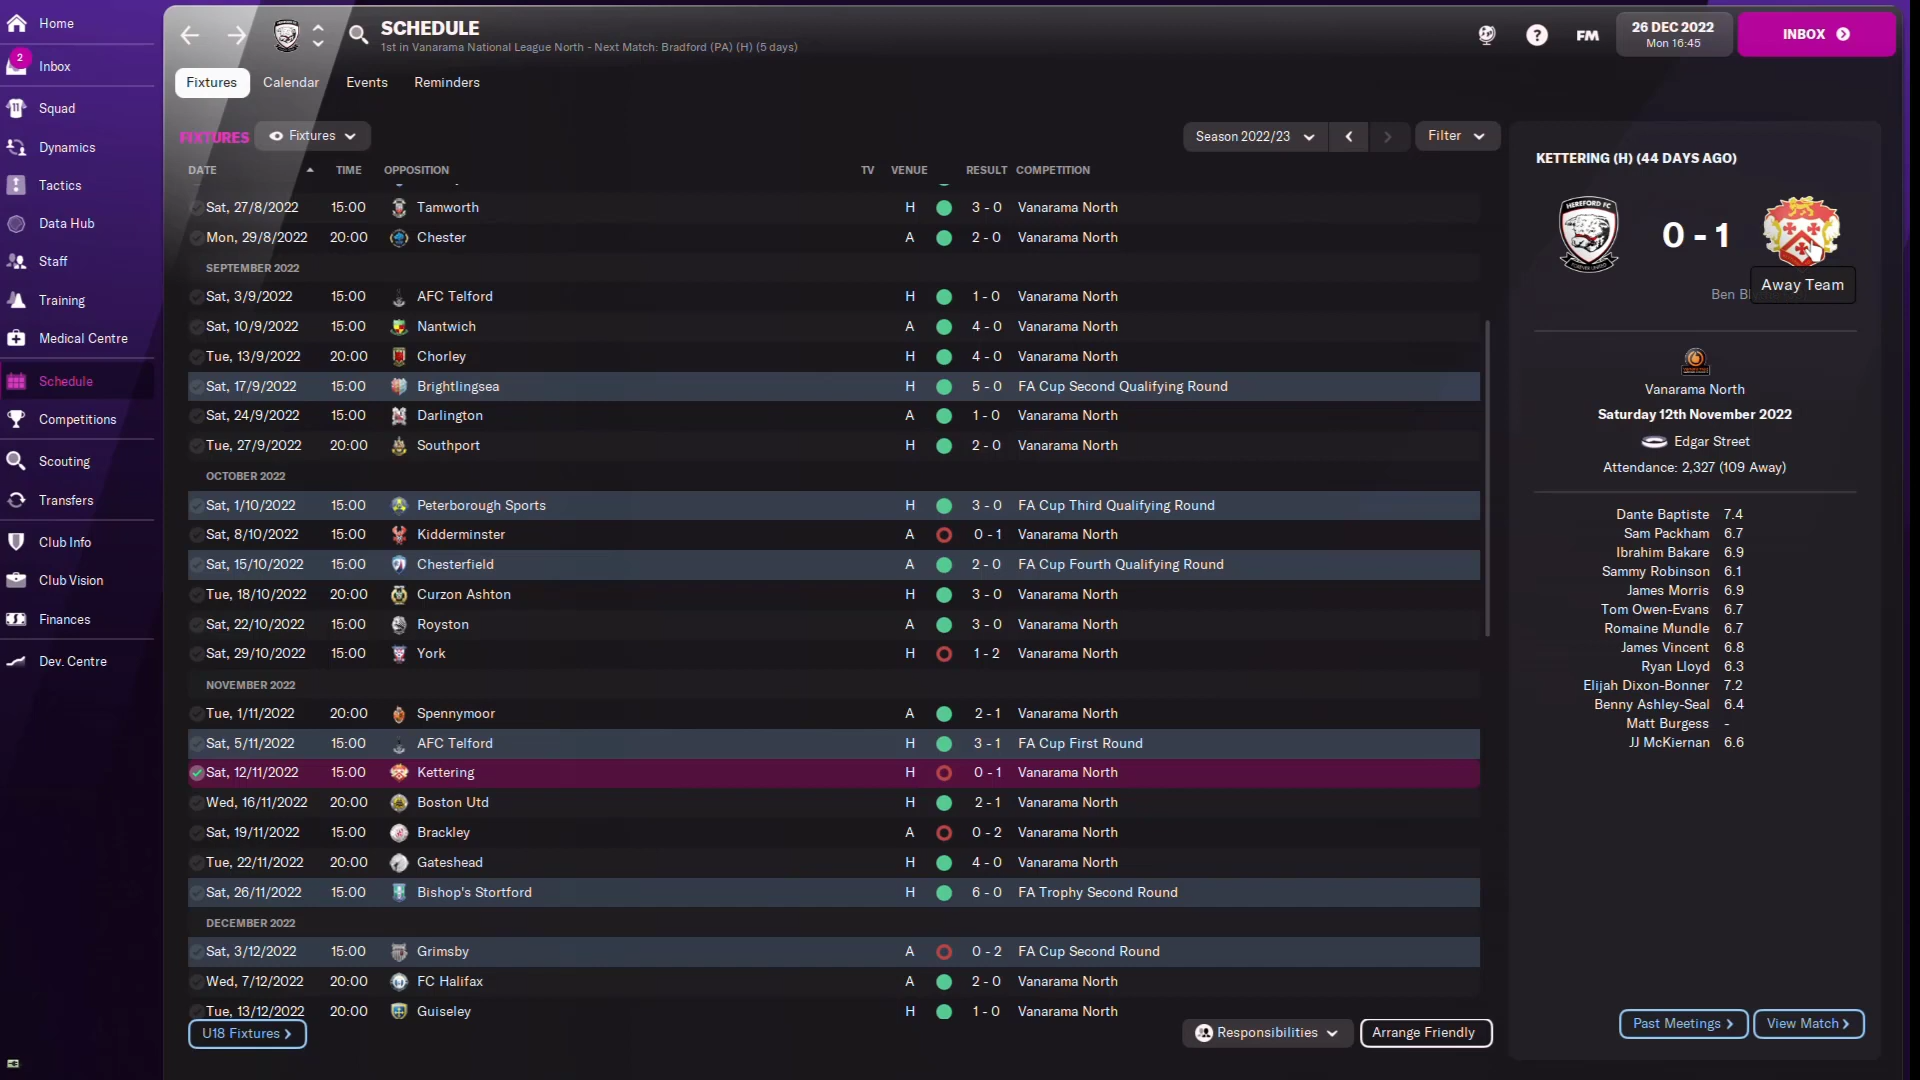 Home
2
Inbox
Squad
Dynamics
Tactics
Data Hub
Staff
Training
Medical Centre
Schedule
Competitions
Scouting
Transfers
Club Info
Club Vision
Finances
Dev. Centre
SCHEDULE
1st in Vanarama National League North - Next Match: Bradford (PA) (H) (5 days)
FM
26 DEC 2022
Mon 16:45
INBOX
Fixtures Calendar Events Reminders
FIXTURES Fixtures
Season 2022/23 Filter
DATE TIME OPPOSITION TV VENUE RESULT COMPETITION
Sat, 27/8/2022 15:00 Tamworth H 3 - 0 Vanarama North
Mon, 29/8/2022 20:00 Chester A 2 - 0 Vanarama North
SEPTEMBER 2022
Sat, 3/9/2022 15:00 AFC Telford H 1 - 0 Vanarama North
Sat, 10/9/2022 15:00 Nantwich A 4 - 0 Vanarama North
Tue, 13/9/2022 20:00 Chorley H 4 - 0 Vanarama North
Sat, 17/9/2022 15:00 Brightlingsea H 5 - 0 FA Cup Second Qualifying Round
Sat, 24/9/2022 15:00 Darlington A 1 - 0 Vanarama North
Tue, 27/9/2022 20:00 Southport H 2 - 0 Vanarama North
OCTOBER 2022
Sat, 1/10/2022 15:00 Peterborough Sports H 3 - 0 FA Cup Third Qualifying Round
Sat, 8/10/2022 15:00 Kidderminster A 0 - 1 Vanarama North
Sat, 15/10/2022 15:00 Chesterfield A 2 - 0 FA Cup Fourth Qualifying Round
Tue, 18/10/2022 20:00 Curzon Ashton H 3 - 0 Vanarama North
Sat, 22/10/2022 15:00 Royston A 3 - 0 Vanarama North
Sat, 29/10/2022 15:00 York H 1 - 2 Vanarama North
NOVEMBER 2022
Tue, 1/11/2022 20:00 Spennymoor A 2 - 1 Vanarama North
Sat, 5/11/2022 15:00 AFC Telford H 3 - 1 FA Cup First Round
Sat, 12/11/2022 15:00 Kettering H 0 - 1 Vanarama North
Wed, 16/11/2022 20:00 Boston Utd H 2 - 1 Vanarama North
Sat, 19/11/2022 15:00 Brackley A 0 - 2 Vanarama North
Tue, 22/11/2022 20:00 Gateshead H 4 - 0 Vanarama North
Sat, 26/11/2022 15:00 Bishop's Stortford H 6 - 0 FA Trophy Second Round
DECEMBER 2022
Sat, 3/12/2022 15:00 Grimsby A 0 - 2 FA Cup Second Round
Wed, 7/12/2022 20:00 FC Halifax A 2 - 0 Vanarama North
Tue, 13/12/2022 20:00 Guiseley H 1 - 0 Vanarama North
U18 Fixtures
Responsibilities Arrange Friendly
KETTERING (H) (44 DAYS AGO)
HEREFORD FC
FOREVER UNITED
0 - 1
Away Team
Ben
Vanarama North
Saturday 12th November 2022
Edgar Street
Attendance: 2,327 (109 Away)
Dante Baptiste 7.4
Sam Packham 6.7
Ibrahim Bakare 6.9
Sammy Robinson 6.1
James Morris 6.9
Tom Owen-Evans 6.7
Romaine Mundle 6.7
James Vincent 6.8
Ryan Lloyd 6.3
Elijah Dixon-Bonner 7.2
Benny Ashley-Seal 6.4
Matt Burgess -
JJ McKiernan 6.6
Past Meetings View Match